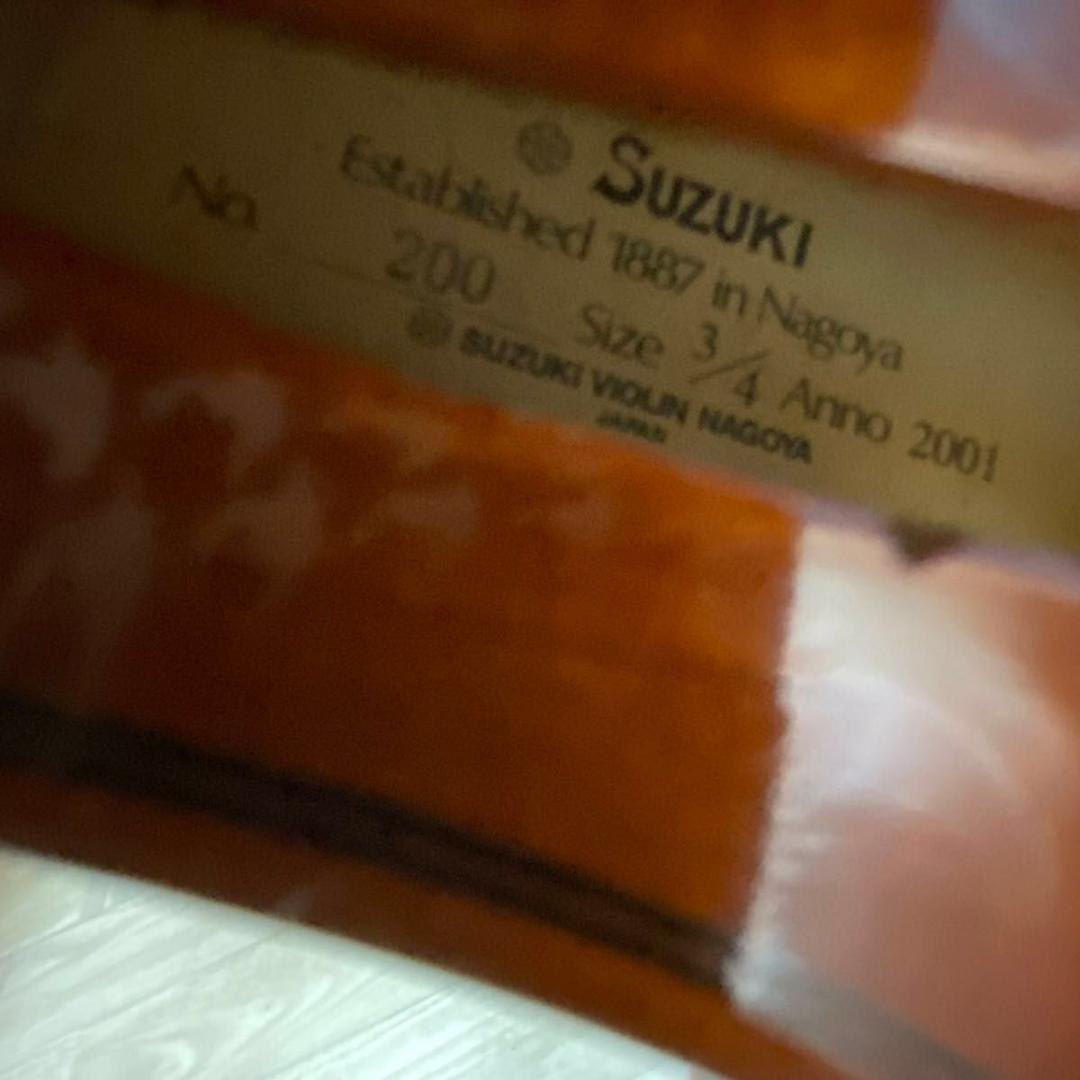 SUZUKI
Established 1887 in Nagoya
No. 200 Size 3/4 Anno 2001
SUZUKI VIOLIN NAGOYA
JAPAN